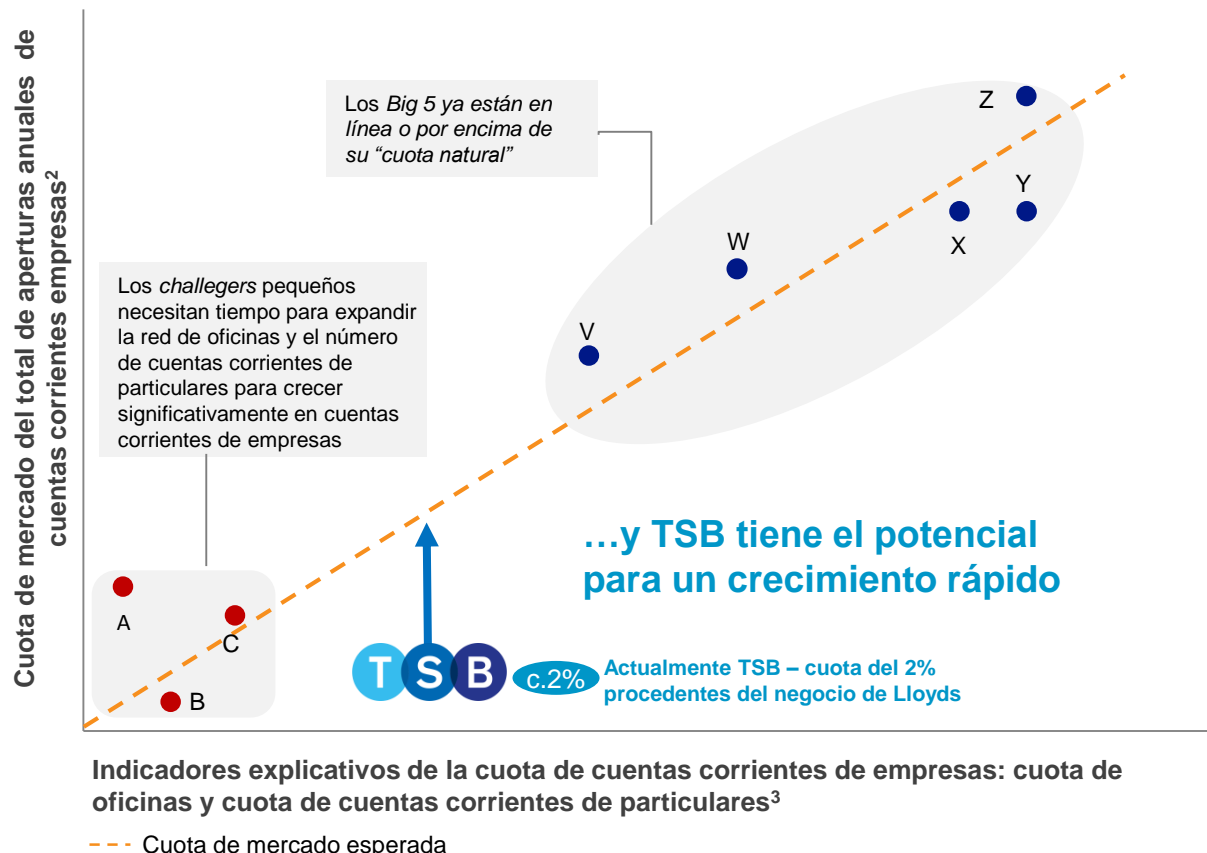 Cuota de mercado del total de aperturas anuales de
cuentas corrientes empresas²
Los Big 5 ya están en
línea o por encima de
su “cuota natural”
Z
Y
X
W
V
Los challegers pequeños
necesitan tiempo para expandir
la red de oficinas y el número
de cuentas corrientes de
particulares para crecer
significativamente en cuentas
corrientes de empresas
A
C
B
…y TSB tiene el potencial
para un crecimiento rápido
TSB
c.2%
Actualmente TSB – cuota del 2%
procedentes del negocio de Lloyds
Indicadores explicativos de la cuota de cuentas corrientes de empresas: cuota de
oficinas y cuota de cuentas corrientes de particulares³
Cuota de mercado esperada